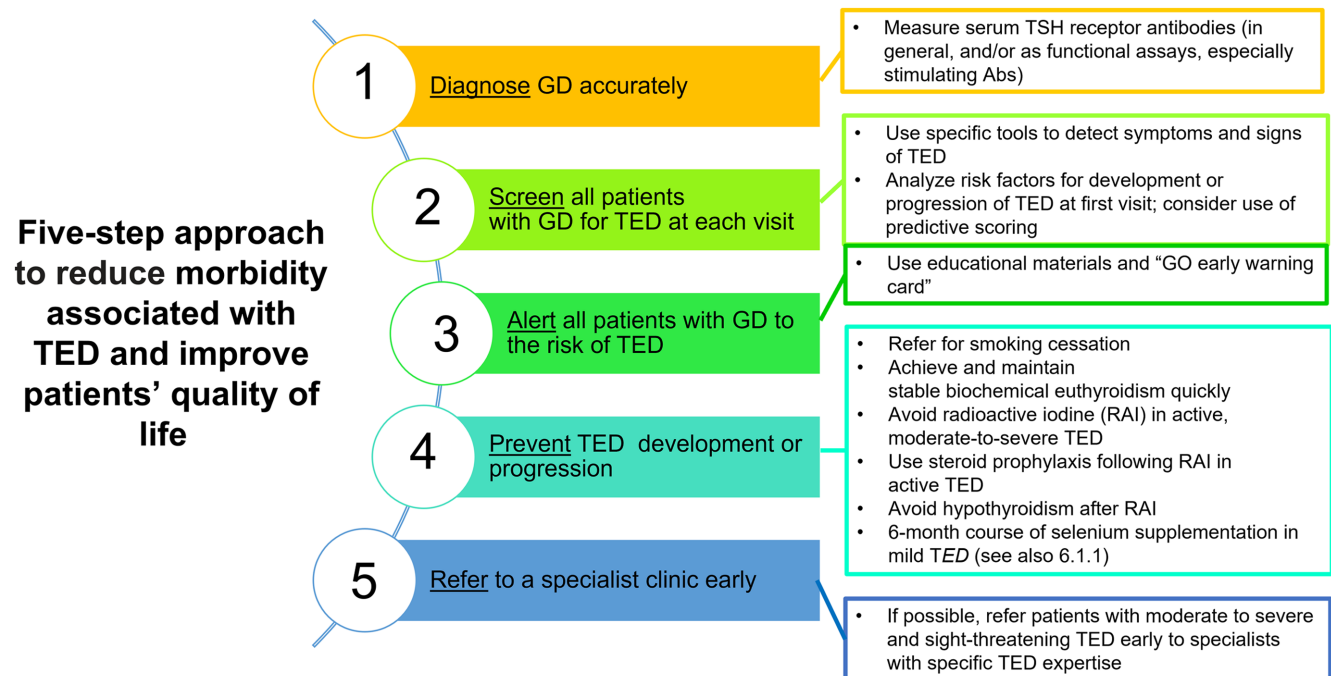 Five-step approach
to reduce morbidity
associated with
TED and improve
patients’ quality of
life
1
Diagnose GD accurately
• Measure serum TSH receptor antibodies (in
general, and/or as functional assays, especially
stimulating Abs)
2
Screen all patients
with GD for TED at each visit
• Use specific tools to detect symptoms and signs
of TED
• Analyze risk factors for development or
progression of TED at first visit; consider use of
predictive scoring
3
Alert all patients with GD to
the risk of TED
• Use educational materials and “GO early warning
card”
4
Prevent TED development or
progression
• Refer for smoking cessation
• Achieve and maintain
stable biochemical euthyroidism quickly
• Avoid radioactive iodine (RAI) in active,
moderate-to-severe TED
• Use steroid prophylaxis following RAI in
active TED
• Avoid hypothyroidism after RAI
• 6-month course of selenium supplementation in
mild TED (see also 6.1.1)
5
Refer to a specialist clinic early
• If possible, refer patients with moderate to severe
and sight-threatening TED early to specialists
with specific TED expertise